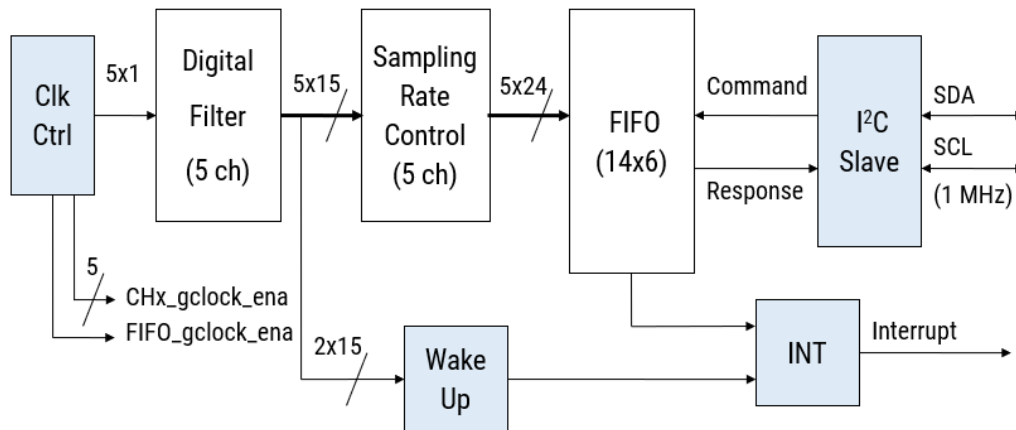 Clk
Ctrl
5x1
Digital
Filter
(5 ch)
5x15
Sampling
Rate
Control
(5 ch)
5x24
FIFO
(14x6)
Command
Response
I²C
Slave
SDA
SCL
(1 MHz)
5
CHx_gclock_ena
FIFO_gclock_ena
2x15
Wake
Up
INT
Interrupt